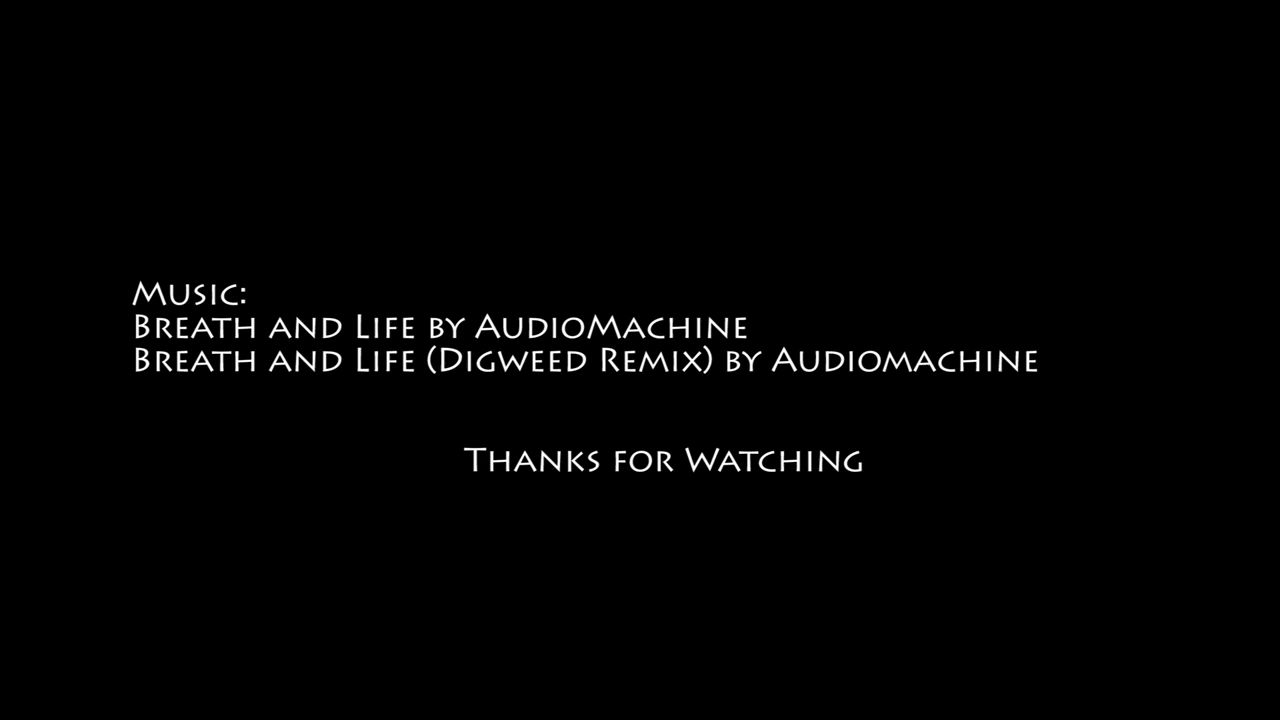 Music:
Breath and Life by AudioMachine
Breath and Life (Digweed Remix) by Audiomachine
Thanks for Watching